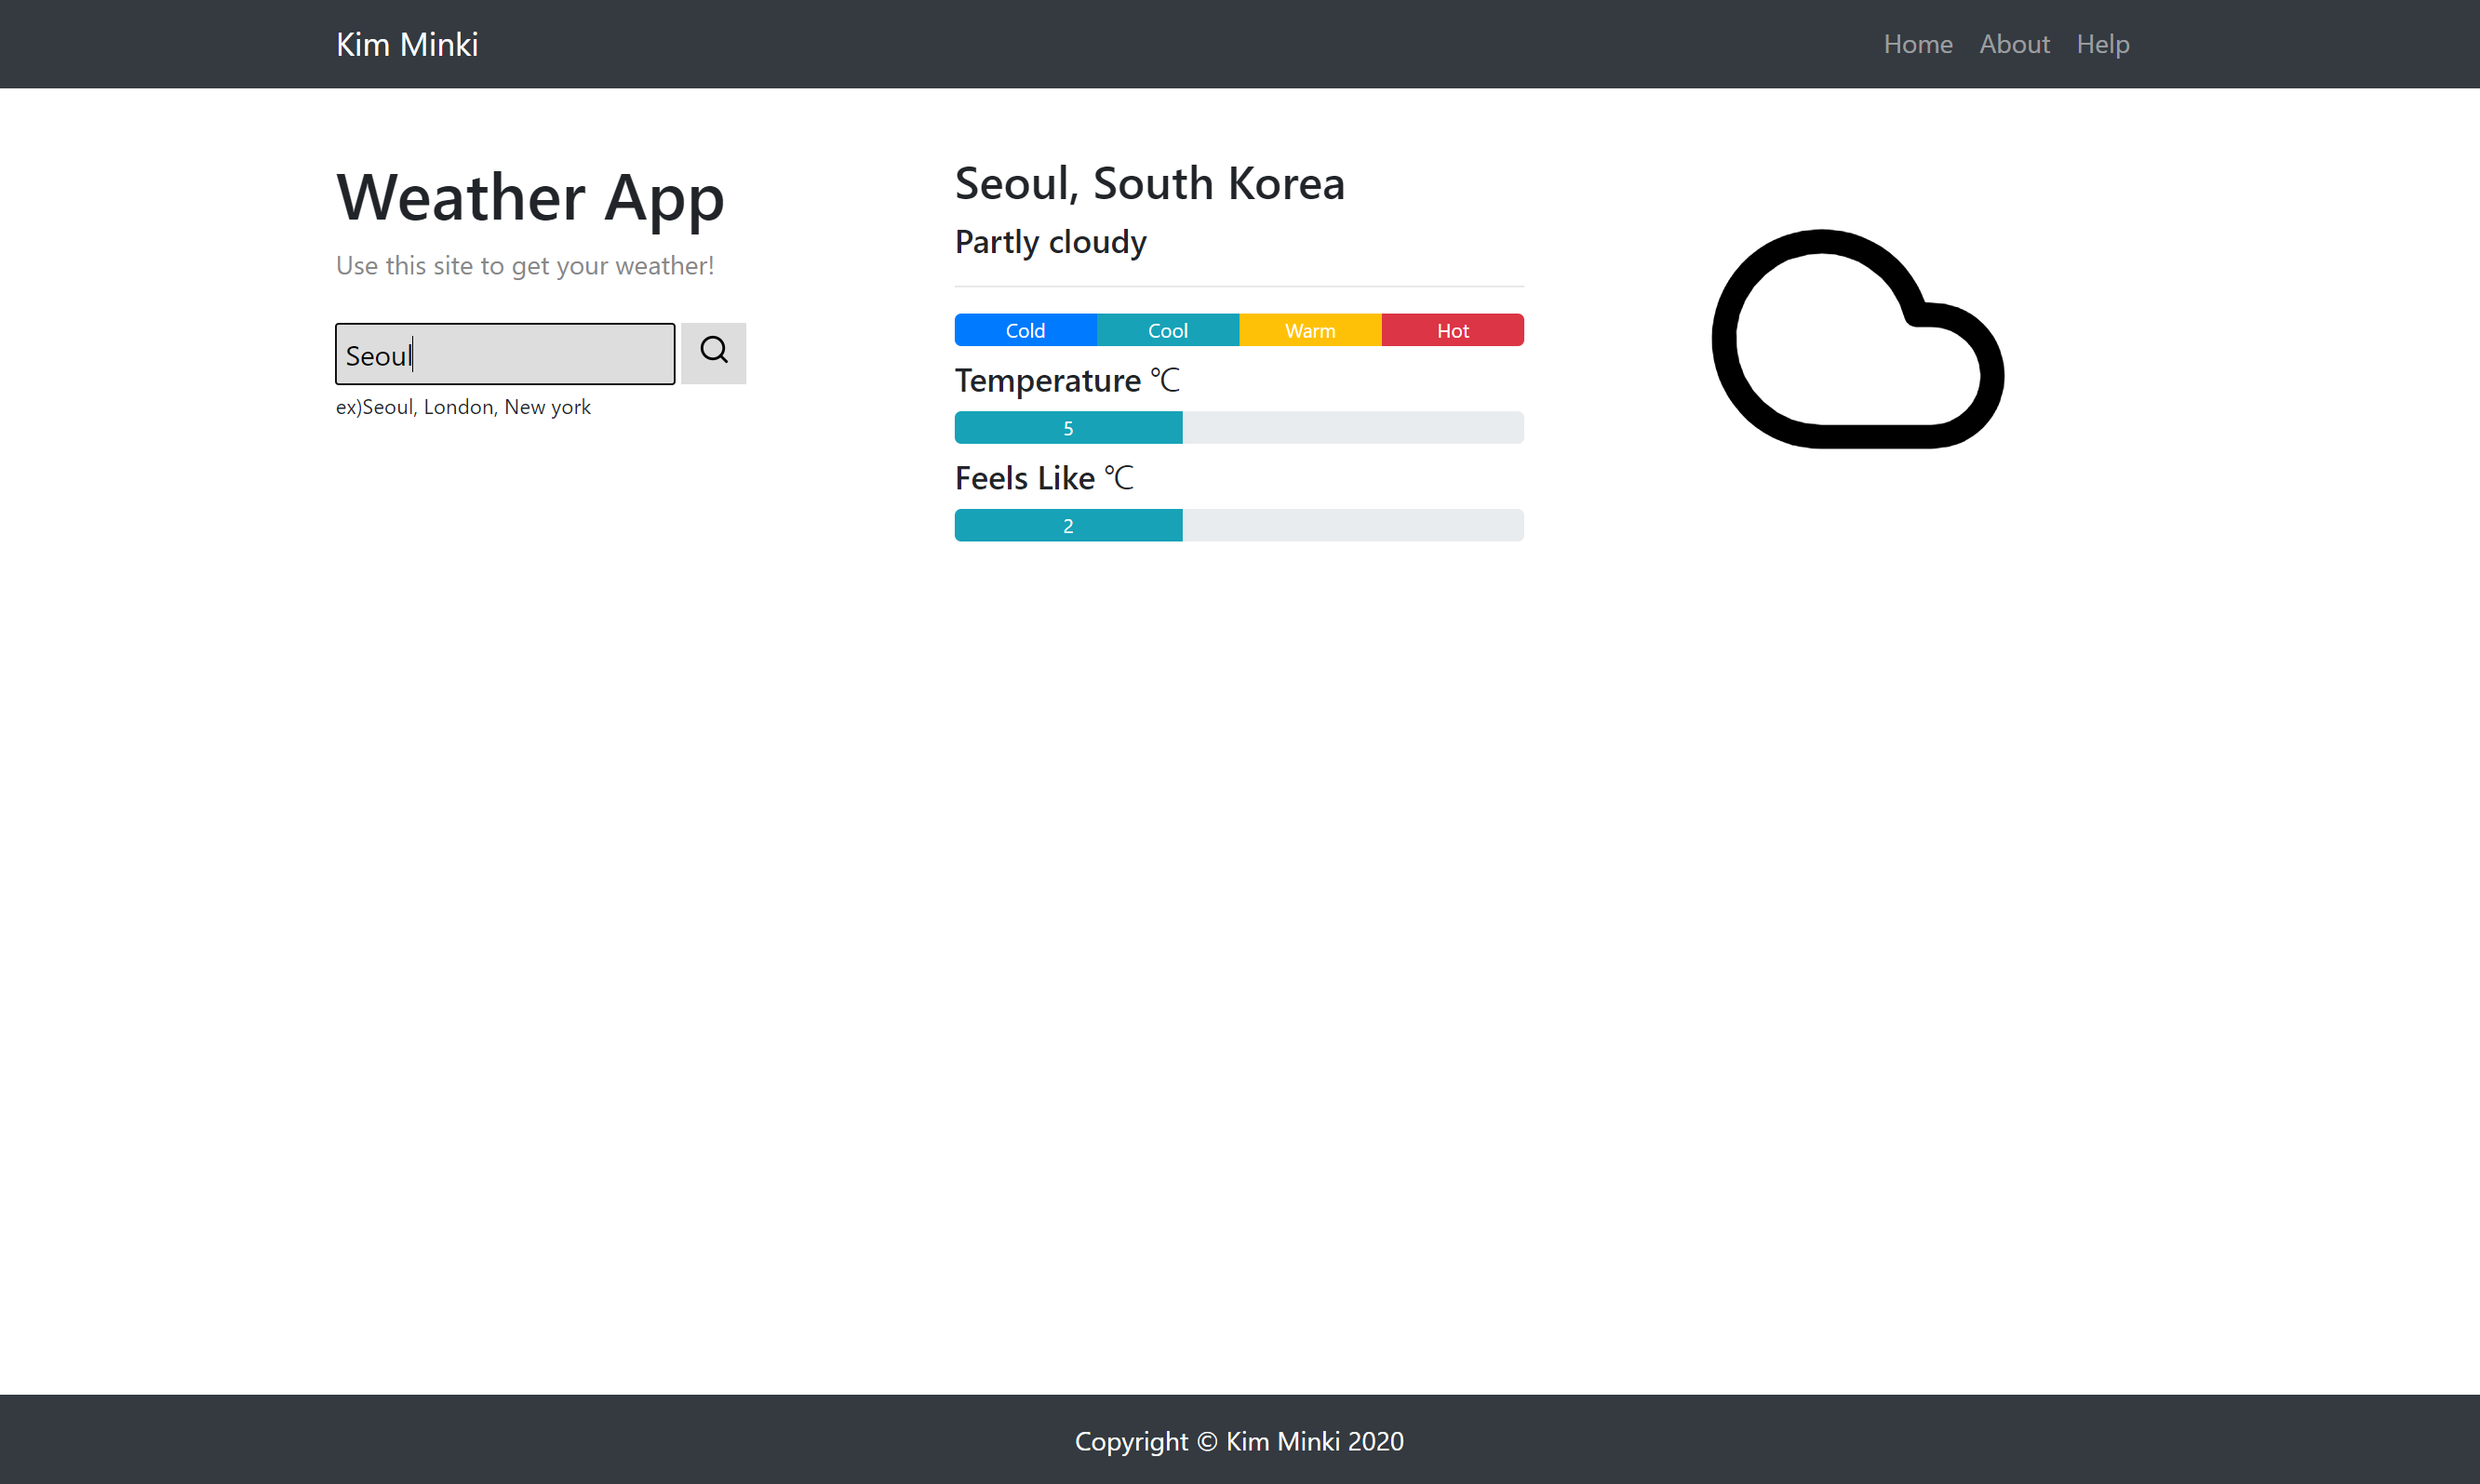 Kim Minki
Home About Help
Weather App
Use this site to get your weather!
Seoul
ex)Seoul, London, New york
Seoul, South Korea
Partly cloudy
Cold Cool Warm Hot
Temperature ℃
5
Feels Like ℃
2
Copyright © Kim Minki 2020